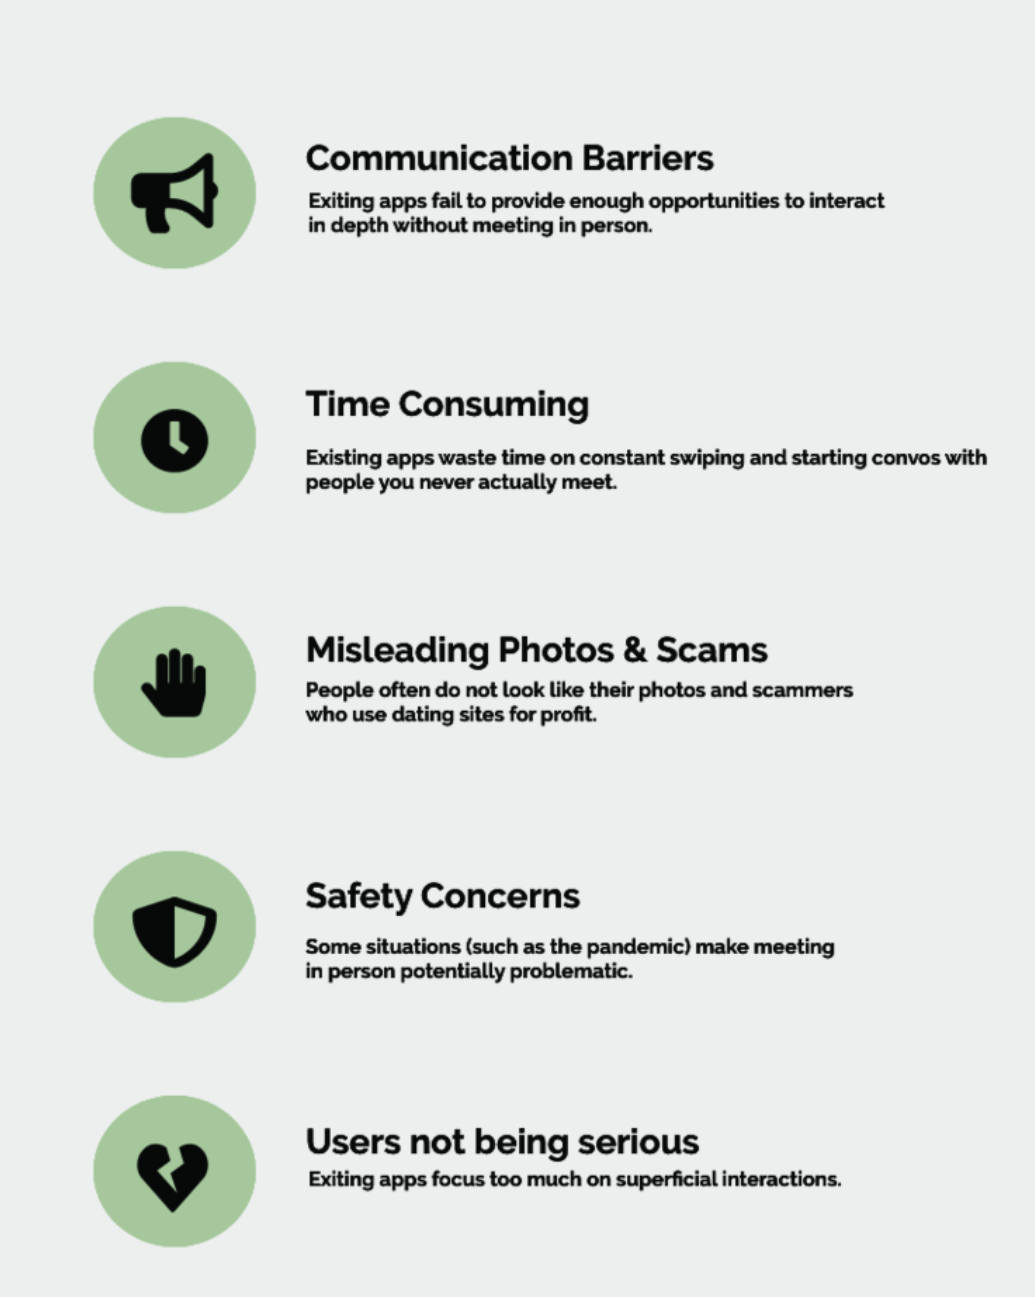 Communication Barriers
Exiting apps fail to provide enough opportunities to interact
in depth without meeting in person.
Time Consuming
Existing apps waste time on constant swiping and starting convos with
people you never actually meet.
Misleading Photos & Scams
People often do not look like their photos and scammers
who use dating sites for profit.
Safety Concerns
Some situations (such as the pandemic) make meeting
in person potentially problematic.
Users not being serious
Exiting apps focus too much on superficial interactions.